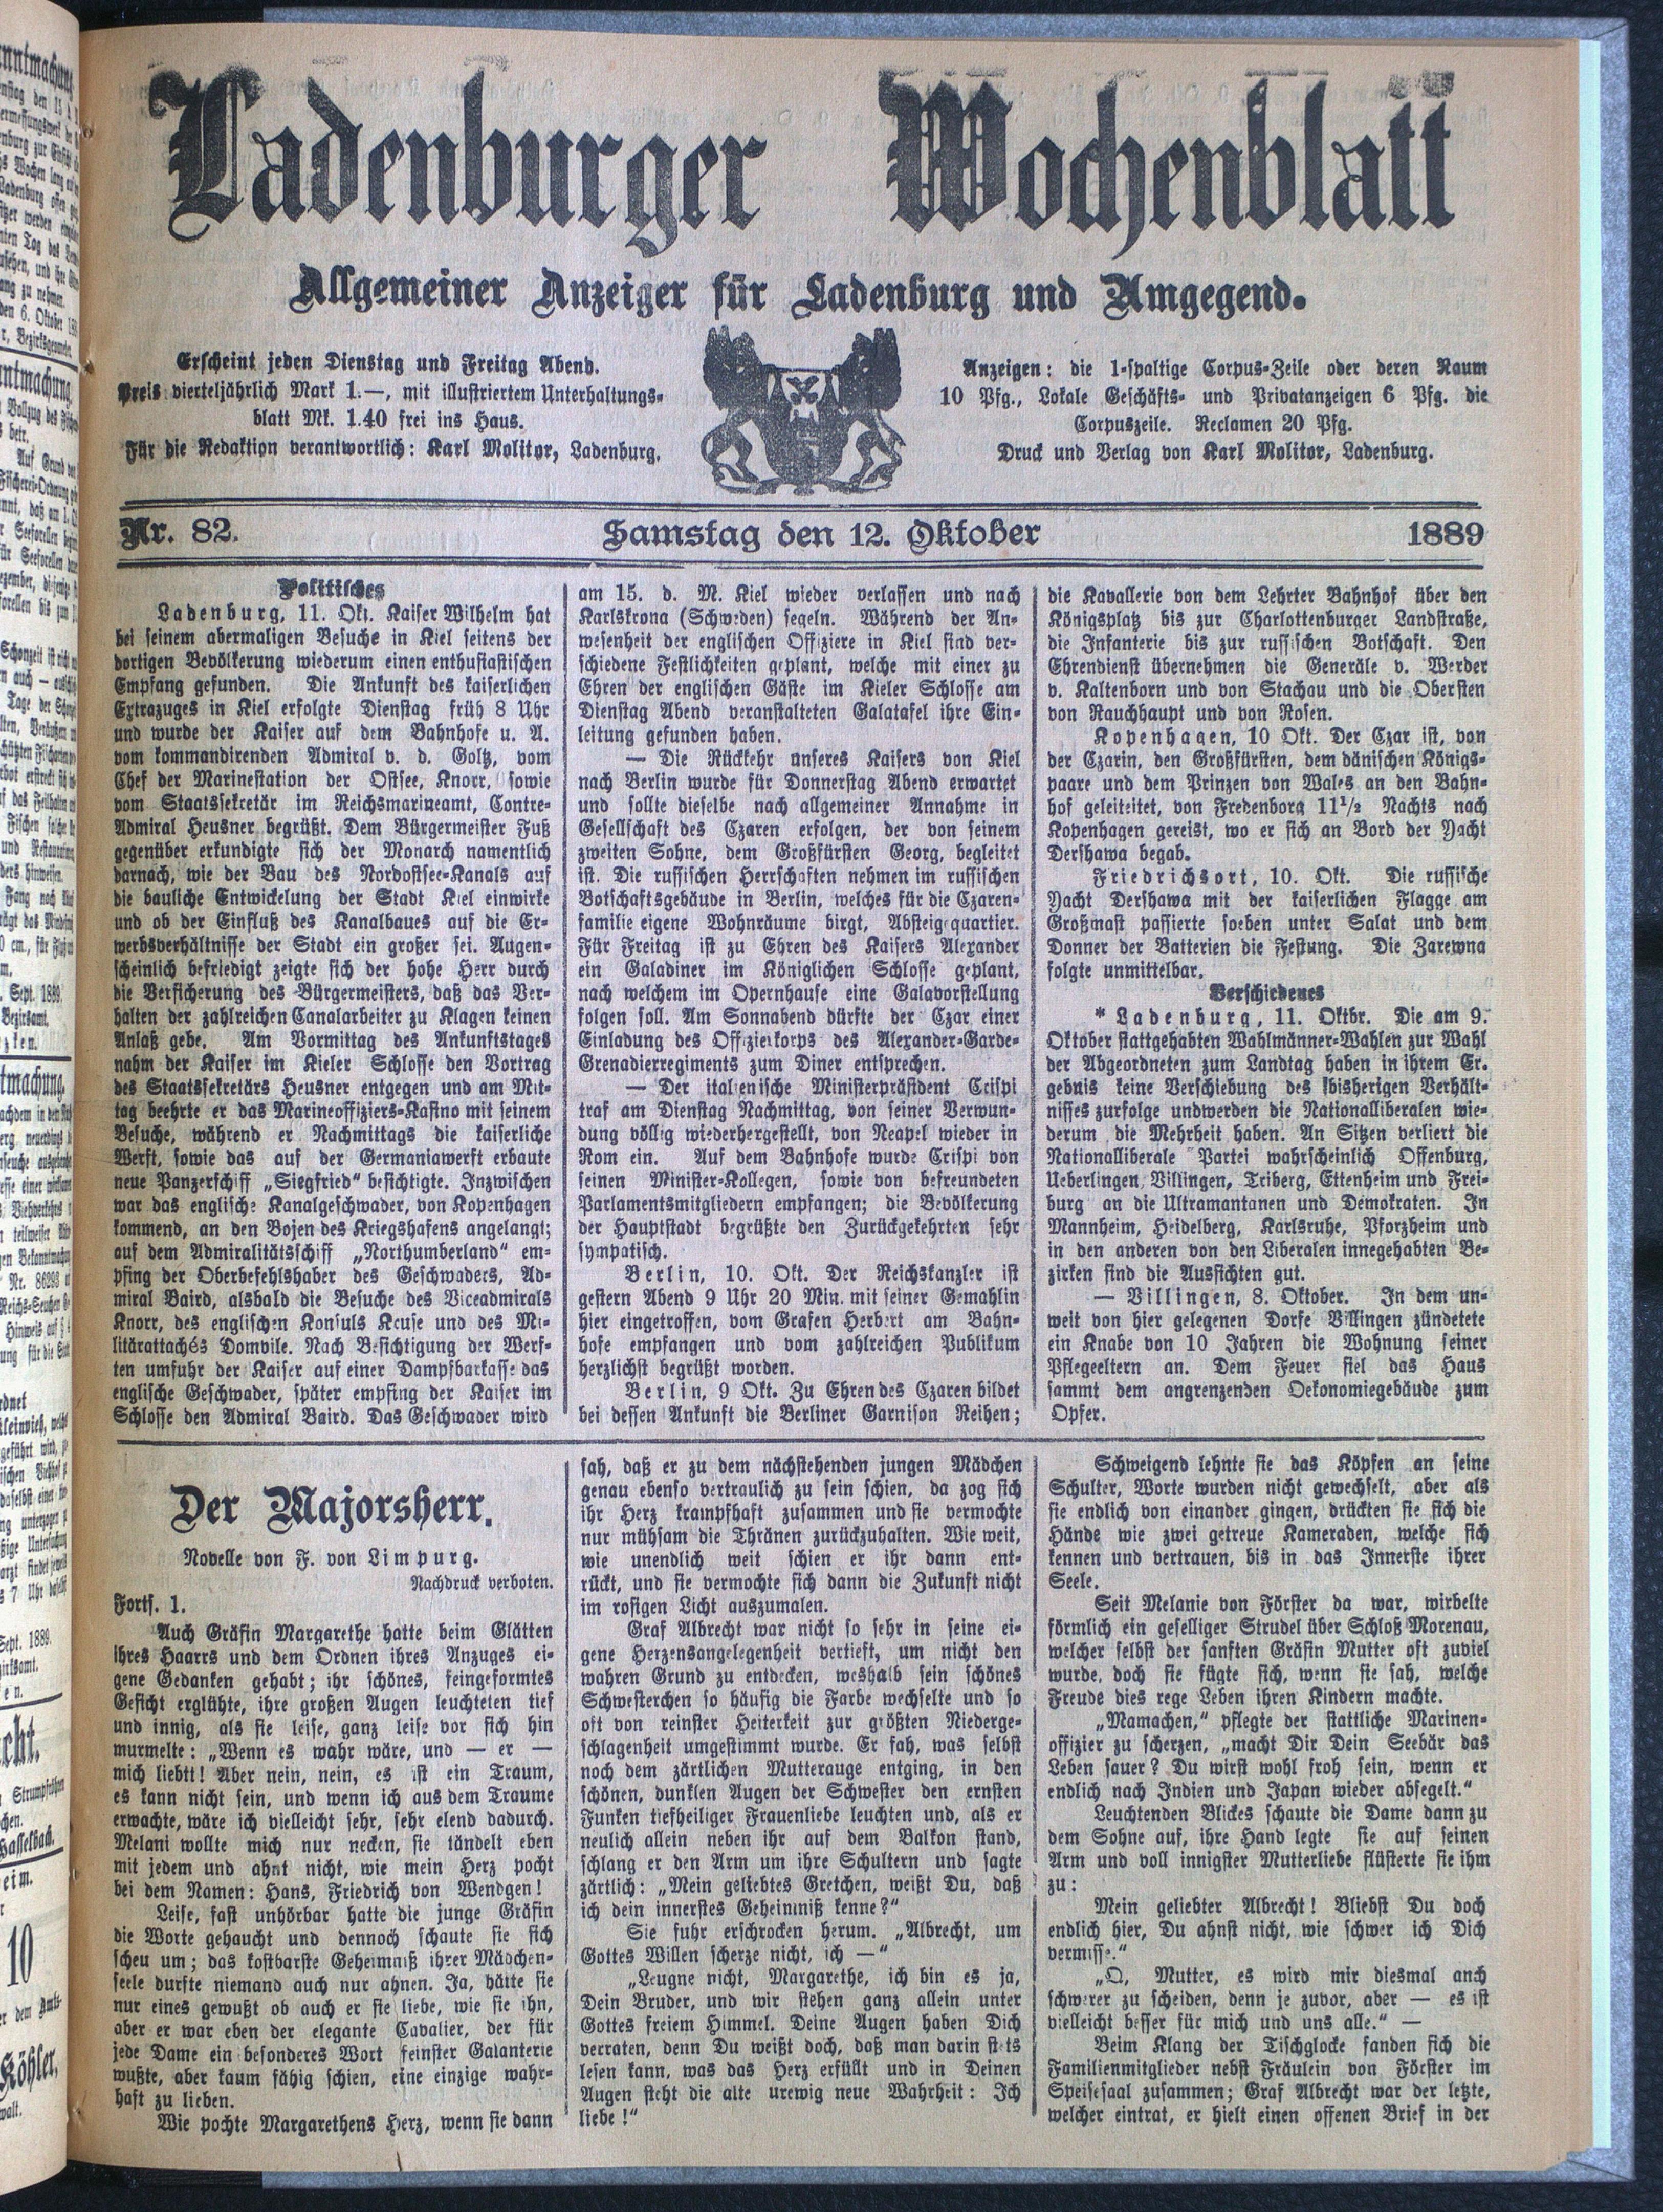 Ladenburger Wochenblatt
Allgemeiner Anzeiger für Ladenburg und Umgegend.
Erscheint jeden Dienstag und Freitag Abend.
Preis vierteljährlich Mark 1.—, mit illustriertem Unterhaltungs-
blatt Mk. 1.40 frei ins Haus.
Für die Redaktion verantwortlich: Karl Molitor, Ladenburg.
Anzeigen: die 1-spaltige Corpus-Zeile oder deren Raum
10 Pfg., Lokale Geschäfts- und Privatanzeigen 6 Pfg. die
Corpuszeile. Reclamen 20 Pfg.
Druck und Verlag von Karl Molitor, Ladenburg.
Nr. 82. Samstag den 12. Oktober 1889
Politisches
Ladenburg, 11. Okt. Kaiser Wilhelm hat
bei seinem abermaligen Besuche in Kiel seitens der
dortigen Bevölkerung wiederum einen enthusiastischen
Empfang gefunden. Die Ankunft des kaiserlichen
Extrazuges in Kiel erfolgte Dienstag früh 8 Uhr
und wurde der Kaiser auf dem Bahnhofe u. A.
vom kommandirenden Admiral v. d. Goltz, vom
Chef der Marinestation der Ostsee, Knorr, sowie
vom Staatssekretär im Reichsmarineamt, Contre-
Admiral Heusner begrüßt. Dem Bürgermeister Fuß
gegenüber erkundigte sich der Monarch namentlich
darnach, wie der Bau des Nordostsee-Kanals auf
die bauliche Entwickelung der Stadt Kiel einwirke
und ob der Einfluß des Kanalbaues auf die Er-
werbsverhältnisse der Stadt ein großer sei. Augen-
scheinlich befriedigt zeigte sich der hohe Herr durch
die Versicherung des Bürgermeisters, daß das Ver-
halten der zahlreichen Canalarbeiter zu Klagen keinen
Anlaß gebe. Am Vormittag des Ankunftstages
nahm der Kaiser im Kieler Schlosse den Vortrag
des Staatssekretärs Heusner entgegen und am Mit-
tag beehrte er das Marineoffiziers-Kasino mit seinem
Besuche, während er Nachmittags die kaiserliche
Werft, sowie das auf der Germaniawerft erbaute
neue Panzerschiff „Siegfried“ besichtigte. Inzwischen
war das englische Kanalgeschwader, von Kopenhagen
kommend, an den Bojen des Kriegshafens angelangt;
auf dem Admiralitätsschiff „Northumberland“ em-
pfing der Oberbefehlshaber des Geschwaders, Ad-
miral Baird, alsbald die Besuche des Viceadmirals
Knorr, des englischen Konsuls Kruse und des Mi-
litärattachés Domvile. Nach Besichtigung der Werf-
ten umfuhr der Kaiser auf einer Dampfbarkasse das
englische Geschwader, später empfing der Kaiser im
Schlosse den Admiral Baird. Das Geschwader wird
am 15. d. M. Kiel wieder verlassen und nach
Karlskrona (Schweden) segeln. Während der An-
wesenheit der englischen Offiziere in Kiel sind ver-
schiedene Festlichkeiten geplant, welche mit einer zu
Ehren der englischen Gäste im Kieler Schlosse am
Dienstag Abend veranstalteten Galatafel ihre Ein-
leitung gefunden haben.
— Die Rückkehr unseres Kaisers von Kiel
nach Berlin wurde für Donnerstag Abend erwartet
und sollte dieselbe nach allgemeiner Annahme in
Gesellschaft des Czaren erfolgen, der von seinem
zweiten Sohne, dem Großfürsten Georg, begleitet
ist. Die russischen Herrschaften nehmen im russischen
Botschaftsgebäude in Berlin, welches für die Czaren-
familie eigene Wohnräume birgt, Absteigequartier.
Für Freitag ist zu Ehren des Kaisers Alexander
ein Galadiner im Königlichen Schlosse geplant,
nach welchem im Opernhause eine Galavorstellung
folgen soll. Am Sonnabend dürfte der Czar einer
Einladung des Offizierkorps des Alexander-Garde-
Grenadierregiments zum Diner entsprechen.
— Der italienische Ministerpräsident Crispi
traf am Dienstag Nachmittag, von seiner Verwun-
dung völlig wiederhergestellt, von Neapel wieder in
Rom ein. Auf dem Bahnhofe wurde Crispi von
seinen Minister-Kollegen, sowie von befreundeten
Parlamentsmitgliedern empfangen; die Bevölkerung
der Hauptstadt begrüßte den Zurückgekehrten sehr
sympatisch.
Berlin, 10. Okt. Der Reichskanzler ist
gestern Abend 9 Uhr 20 Min. mit seiner Gemahlin
hier eingetroffen, vom Grafen Herbert am Bahn-
hofe empfangen und vom zahlreichen Publikum
herzlichst begrüßt worden.
Berlin, 9 Okt. Zu Ehren des Czaren bildet
bei dessen Ankunft die Berliner Garnison Reihen;
die Kavallerie von dem Lehrter Bahnhof über den
Königsplatz bis zur Charlottenburger Landstraße,
die Infanterie bis zur russischen Botschaft. Den
Ehrendienst übernehmen die Generäle v. Werder
v. Kaltenborn und von Stachau und die Obersten
von Rauchhaupt und von Rosen.
Kopenhagen, 10 Okt. Der Czar ist, von
der Czarin, den Großfürsten, dem dänischen Königs-
paare und dem Prinzen von Wales an den Bahn-
hof geleiteitet, von Fredenborg 11½ Nachts nach
Kopenhagen gereist, wo er sich an Bord der Yacht
Dershawa begab.
Friedrichsort, 10. Okt. Die russische
Yacht Dershawa mit der kaiserlichen Flagge am
Großmast passierte soeben unter Salat und dem
Donner der Batterien die Festung. Die Zarewna
folgte unmittelbar.
Verschiedenes
* Ladenburg, 11. Oktbr. Die am 9.
Oktober stattgehabten Wahlmänner-Wahlen zur Wahl
der Abgeordneten zum Landtag haben in ihrem Er-
gebnis keine Verschiebung des bisherigen Verhält-
nisses zurfolge undwerden die Nationalliberalen wie-
derum die Mehrheit haben. An Sitzen verliert die
Nationalliberale Partei wahrscheinlich Offenburg,
Ueberlingen, Villingen, Triberg, Ettenheim und Frei-
burg an die Ultramantanen und Demokraten. In
Mannheim, Heidelberg, Karlsruhe, Pforzheim und
in den anderen von den Liberalen innegehabten Be-
zirken sind die Aussichten gut.
— Villingen, 8. Oktober. In dem un-
weit von hier gelegenen Dorfe Villingen zündetete
ein Knabe von 10 Jahren die Wohnung seiner
Pflegeeltern an. Dem Feuer fiel das Haus
sammt dem angrenzenden Oekonomiegebäude zum
Opfer.
Der Majorsherr.
Novelle von F. von Limpurg.
Nachdruck verboten.
Forts. 1.
Auch Gräfin Margarethe hatte beim Glätten
ihres Haarrs und dem Ordnen ihres Anzuges ei-
gene Gedanken gehabt; ihr schönes, feingeformtes
Gesicht erglühte, ihre großen Augen leuchteten tief
und innig, als sie leise, ganz leise vor sich hin
murmelte: „Wenn es wahr wäre, und — er —
mich liebtt! Aber nein, nein, es ist ein Traum,
es kann nicht sein, und wenn ich aus dem Traume
erwachte, wäre ich vielleicht sehr, sehr elend dadurch.
Melani wollte mich nur necken, sie tändelt eben
mit jedem und ahnt nicht, wie mein Herz pocht
bei dem Namen: Hans, Friedrich von Wendgen!
Leise, fast unhörbar hatte die junge Gräfin
die Worte gehaucht und dennoch schaute sie sich
scheu um; das kostbarste Geheimniß ihrer Mädchen-
seele durfte niemand auch nur ahnen. Ja, hätte sie
nur eines gewußt ob auch er sie liebe, wie sie ihn,
aber er war eben der elegante Cavalier, der für
jede Dame ein besonderes Wort feinster Galanterie
wußte, aber kaum fähig schien, eine einzige wahr-
haft zu lieben.
Wie pochte Margarethens Herz, wenn sie dann
sah, daß er zu dem nächstehenden jungen Mädchen
genau ebenso vertraulich zu sein schien, da zog sich
ihr Herz krampfhaft zusammen und sie vermochte
nur mühsam die Thränen zurückzuhalten. Wie weit,
wie unendlich weit schien er ihr dann ent-
rückt, und sie vermochte sich dann die Zukunft nicht
im rosigen Licht auszumalen.
Graf Albrecht war nicht so sehr in seine ei-
gene Herzensangelegenheit vertieft, um nicht den
wahren Grund zu entdecken, weshalb sein schönes
Schwesterchen so häufig die Farbe wechselte und so
oft von reinster Heiterkeit zur größten Niederge-
schlagenheit umgestimmt wurde. Er sah, was selbst
noch dem zärtlichen Mutterauge entging, in den
schönen, dunklen Augen der Schwester den ernsten
Funken tiefheiliger Frauenliebe leuchten und, als er
neulich allein neben ihr auf dem Balkon stand,
schlang er den Arm um ihre Schultern und sagte
zärtlich: „Mein geliebtes Gretchen, weißt Du, daß
ich dein innerstes Geheimniß kenne?“
Sie fuhr erschrocken herum. „Albrecht, um
Gottes Willen scherze nicht, ich —“
„Leugne nicht, Margarethe, ich bin es ja,
Dein Bruder, und wir stehen ganz allein unter
Gottes freiem Himmel. Deine Augen haben Dich
verraten, denn Du weißt doch, doß man darin stets
lesen kann, was das Herz erfüllt und in Deinen
Augen steht die alte urewig neue Wahrheit: Ich
liebe!“
Schweigend lehnte sie das Köpfen an seine
Schulter, Worte wurden nicht gewechselt, aber als
sie endlich von einander gingen, drückten sie sich die
Hände wie zwei getreue Kameraden, welche sich
kennen und vertrauen, bis in das Innerste ihrer
Seele.
Seit Melanie von Förster da war, wirbelte
förmlich ein geselliger Strudel über Schloß Morenau,
welcher selbst der sanften Gräfin Mutter oft zuviel
wurde, doch sie fügte sich, wenn sie sah, welche
Freude dies rege Leben ihren Kindern machte.
„Mamachen,“ pflegte der stattliche Marinen-
offizier zu scherzen, „macht Dir Dein Seebär das
Leben sauer? Du wirst wohl froh sein, wenn er
endlich nach Indien und Japan wieder absegelt.“
Leuchtenden Blickes schaute die Dame dann zu
dem Sohne auf, ihre Hand legte sie auf seinen
Arm und voll innigster Mutterliebe flüsterte sie ihm
zu:
Mein geliebter Albrecht! Bliebst Du doch
endlich hier, Du ahnst nicht, wie schwer ich Dich
vermisse.“
„O, Mutter, es wird mir diesmal anch
schwerer zu scheiden, denn je zuvor, aber — es ist
vielleicht besser für mich und uns alle.“ —
Beim Klang der Tischglocke fanden sich die
Familienmitglieder nebst Fräulein von Förster im
Speisesaal zusammen; Graf Albrecht war der letzte,
welcher eintrat, er hielt einen offenen Brief in der